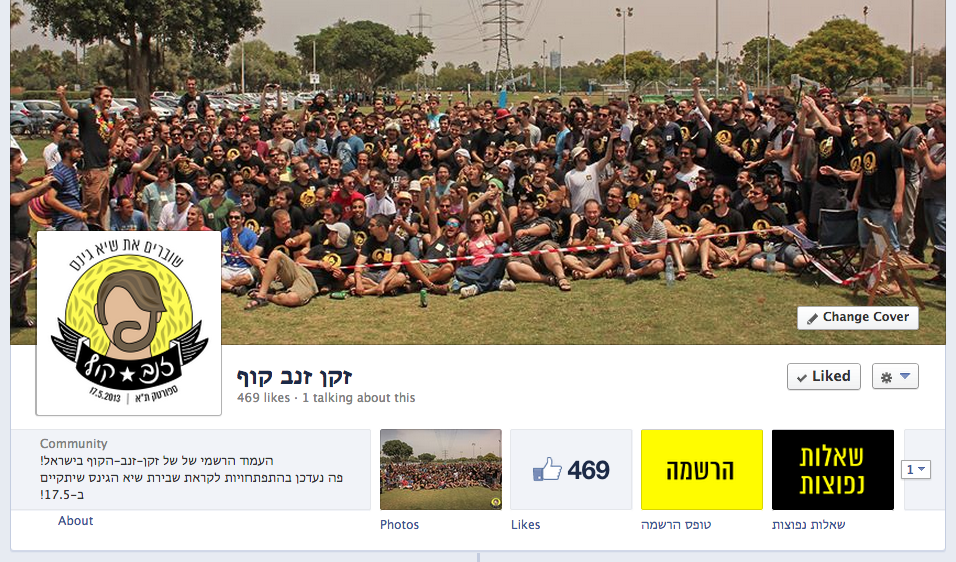 Change Cover
שוברים את שיא גינס
זנב ★ קוף
17.5.2013 | ספורטק ת"א
זקן זנב קוף
469 likes · 1 talking about this
Liked
Community
העמוד הרשמי של של זקן-זנב-הקוף בישראל!
פה נעדכן בהתפתחויות לקראת שבירת שיא הגינס שיתקיים
ב-17.5!
About
Photos
469
Likes
הרשמה
טופס הרשמה
שאלות
נפוצות
שאלות נפוצות
1